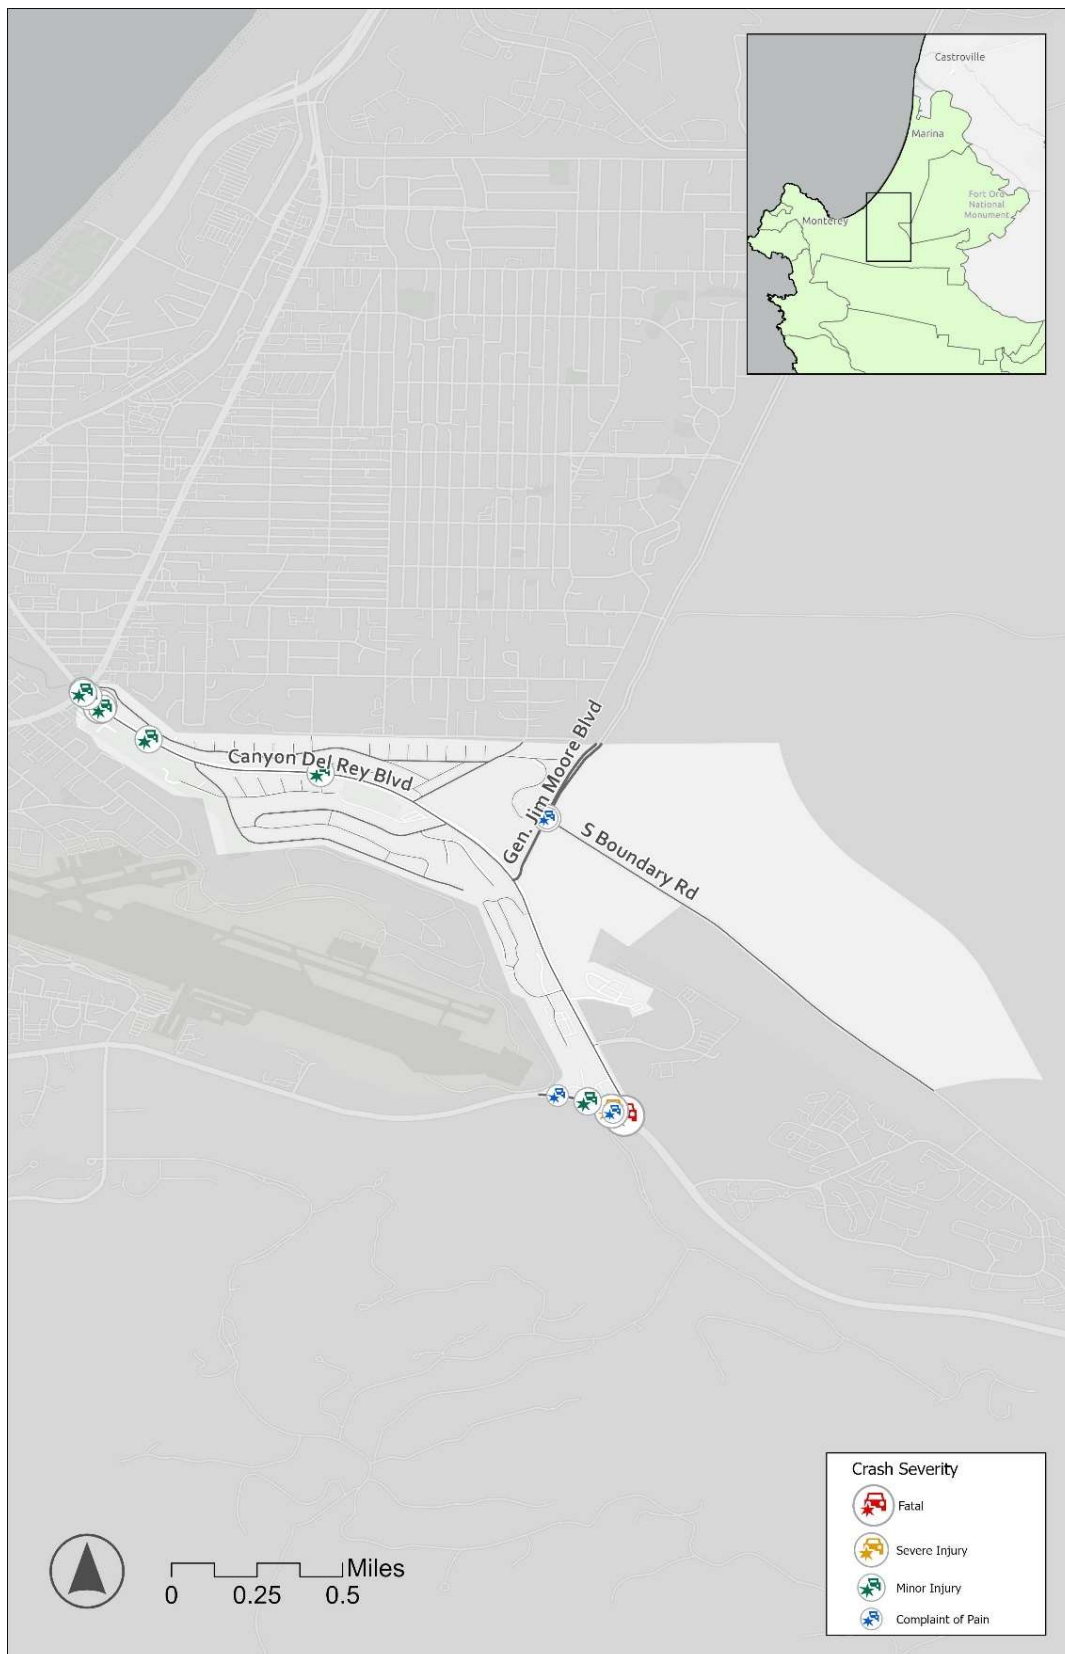 Castroville
Marina
Fort Ord
National
Monument
Monterey
Gen. Jim Moore Blvd
Canyon Del Rey Blvd
S Boundary Rd
Crash Severity
Fatal
Severe Injury
Minor Injury
Complaint of Pain
Miles
0 0.25 0.5